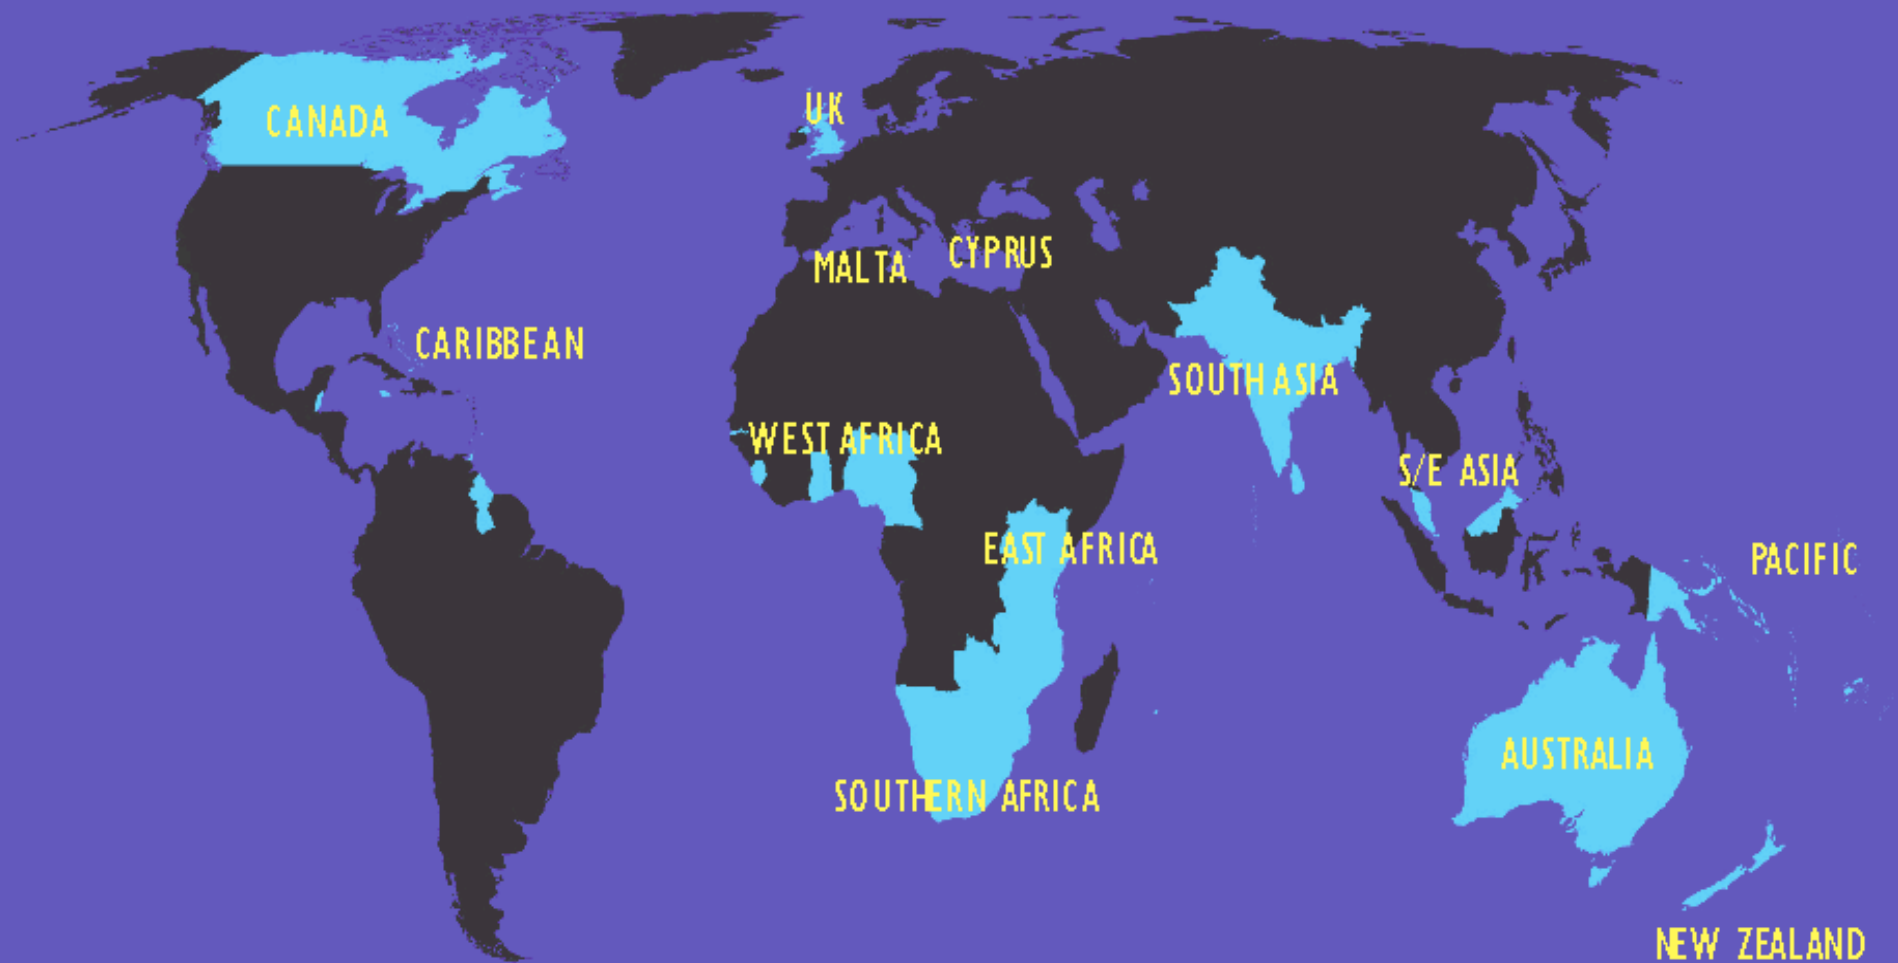 UK
CANADA
CYPRUS
MALTA
CARIBBEAN
SOUTH ASIA
WEST AFRICA
S/E ASIA
EAST AFRICA
PACIFIC
AUSTRALIA
SOUTHERN AFRICA
NEW ZEALAND